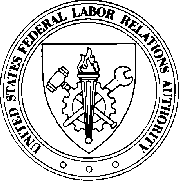 UNITED STATES FEDERAL LABOR RELATIONS AUTHORITY